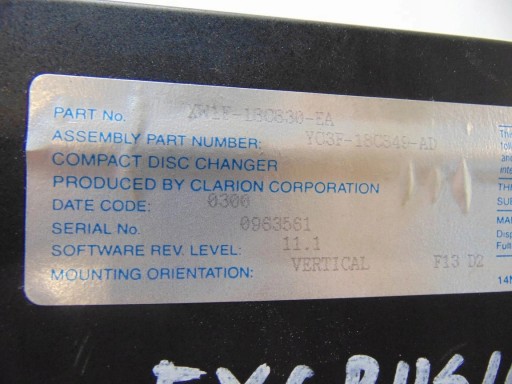 PART No. XW1F-18C830-EA
ASSEMBLY PART NUMBER: YC3F-18C849-AD
COMPACT DISC CHANGER
PRODUCED BY CLARION CORPORATION
DATE CODE: 0300
SERIAL No. 0963561
SOFTWARE REV. LEVEL: 11.1
MOUNTING ORIENTATION: VERTICAL F13 D2